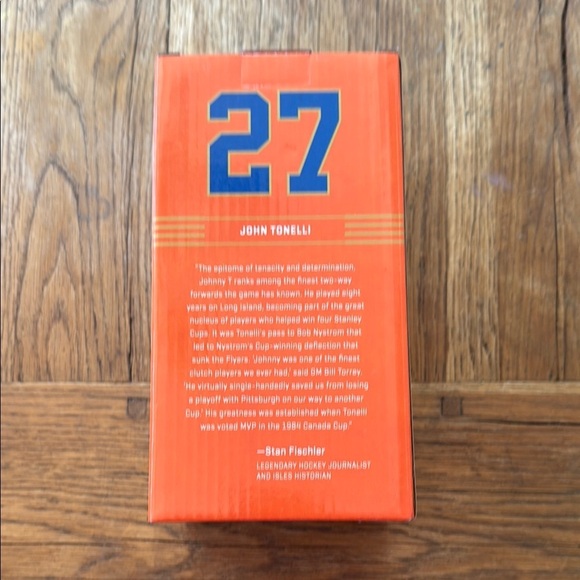 27
JOHN TONELLI
"The epitome of tenacity and determination,
Johnny T ranks among the finest two-way
forwards the game has known. He played eight
years on Long Island, becoming part of the great
nucleus of players who helped win four Stanley
Cups. It was Tonelli's pass to Bob Nystrom that
led to Nystrom's Cup-winning deflection that
sunk the Flyers. 'Johnny was one of the finest
clutch players we ever had,' said GM Bill Torrey.
'He virtually single-handedly saved us from losing
a playoff with Pittsburgh on our way to another
Cup.' His greatness was established when Tonelli
was voted MVP in the 1984 Canada Cup."
—Stan Fischler
LEGENDARY HOCKEY JOURNALIST
AND ISLES HISTORIAN